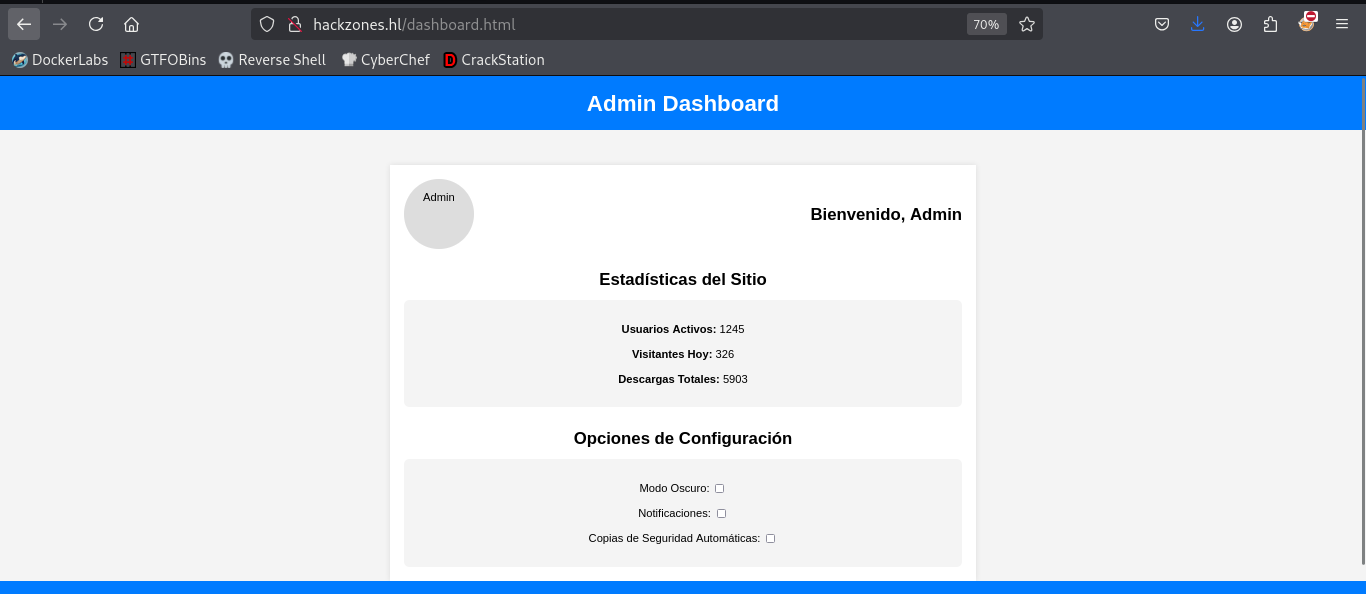 hackzones.hl/dashboard.html 70%
DockerLabs GTFOBins Reverse Shell CyberChef CrackStation
Admin Dashboard
Admin
Bienvenido, Admin
Estadísticas del Sitio
Usuarios Activos: 1245
Visitantes Hoy: 326
Descargas Totales: 5903
Opciones de Configuración
Modo Oscuro:
Notificaciones:
Copias de Seguridad Automáticas: